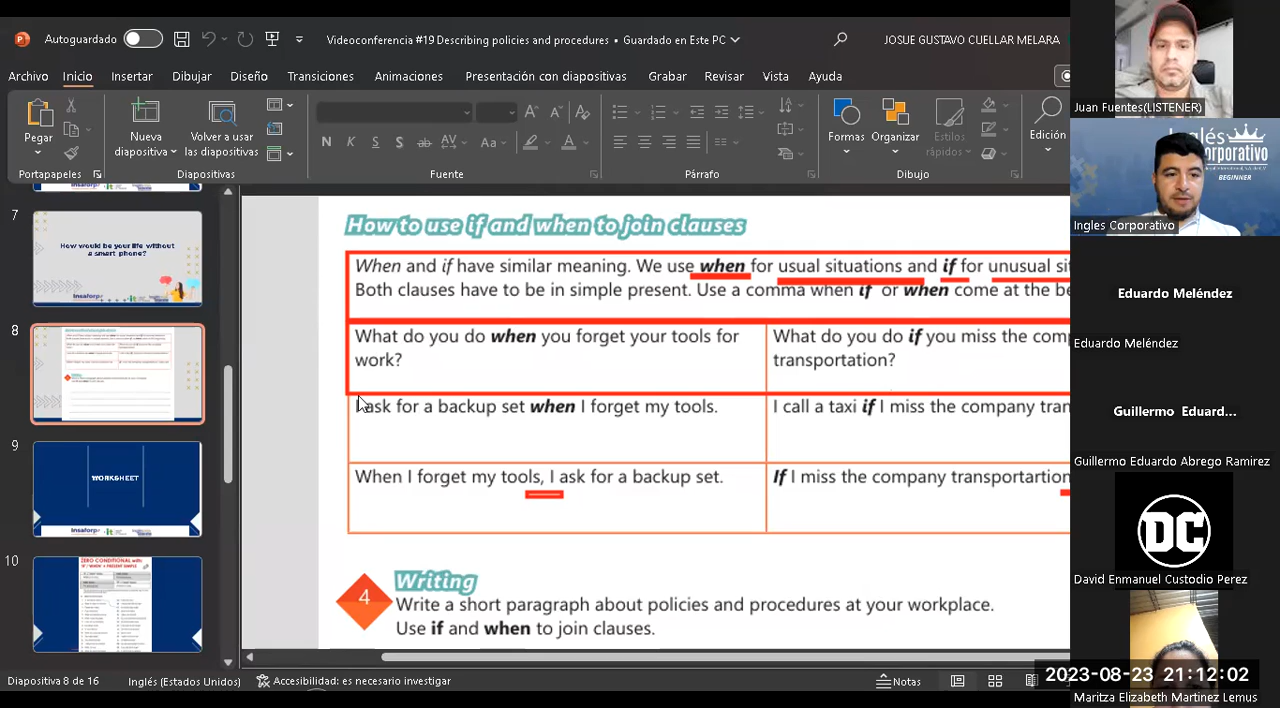 Autoguardado
Videoconferencia #19 Describing policies and procedures • Guardado en Este PC
JOSUE GUSTAVO CUELLAR MELARA
Archivo Inicio Insertar Dibujar Diseño Transiciones Animaciones Presentación con diapositivas Grabar Revisar Vista Ayuda
Pegar
Nueva diapositiva
Volver a usar las diapositivas
N K S S ab AV Aa A
Formas
Organizar
Estilos rápidos
Edición
Portapapeles
Diapositivas
Fuente
Párrafo
Dibujo
7
How would be your life without
a smart phone?
Insaforp
8
9
WORKSHEET
Insaforp
10
How to use if and when to join clauses
When and if have similar meaning. We use when for usual situations and if for unusual si
Both clauses have to be in simple present. Use a comma when if or when come at the be
What do you do when you forget your tools for
work?
What do you do if you miss the comp
transportation?
I ask for a backup set when I forget my tools.
I call a taxi if I miss the company tran
When I forget my tools, I ask for a backup set.
If I miss the company transportartion
4
Writing
Write a short paragraph about policies and procedures at your workplace.
Use if and when to join clauses.
Diapositiva 8 de 16
Inglés (Estados Unidos)
Accesibilidad: es necesario investigar
Notas
Juan Fuentes(LISTENER)
BEGINNER
Ingles Corporativo
Eduardo Meléndez
Eduardo Meléndez
Guillermo Eduard...
Guillermo Eduardo Abrego Ramirez
DC
David Enmanuel Custodio Perez
2023-08-23 21:12:02
Maritza Elizabeth Martinez Lemus